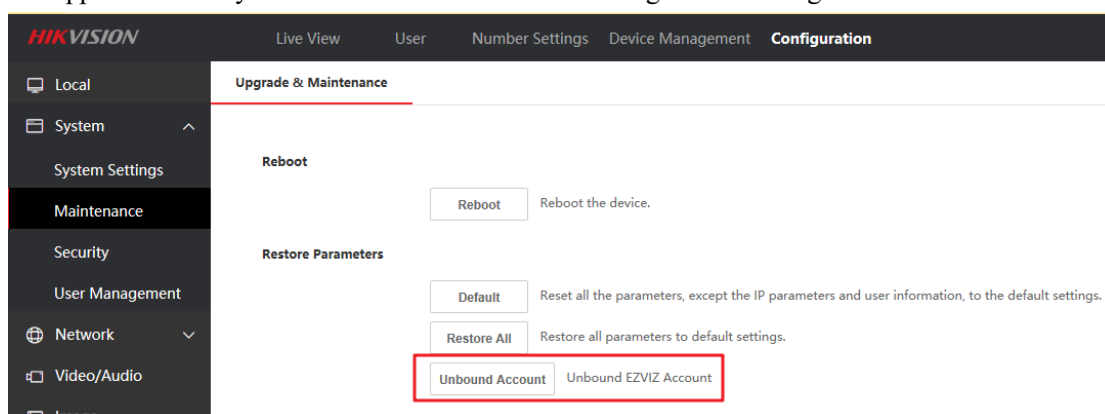 HIKVISION Live View User Number Settings Device Management Configuration
Local
Upgrade & Maintenance
System
System Settings
Reboot
Reboot Reboot the device.
Maintenance
Security
Restore Parameters
User Management
Default Reset all the parameters, except the IP parameters and user information, to the default settings.
Network
Restore All Restore all parameters to default settings.
Video/Audio
Unbound Account Unbound EZVIZ Account